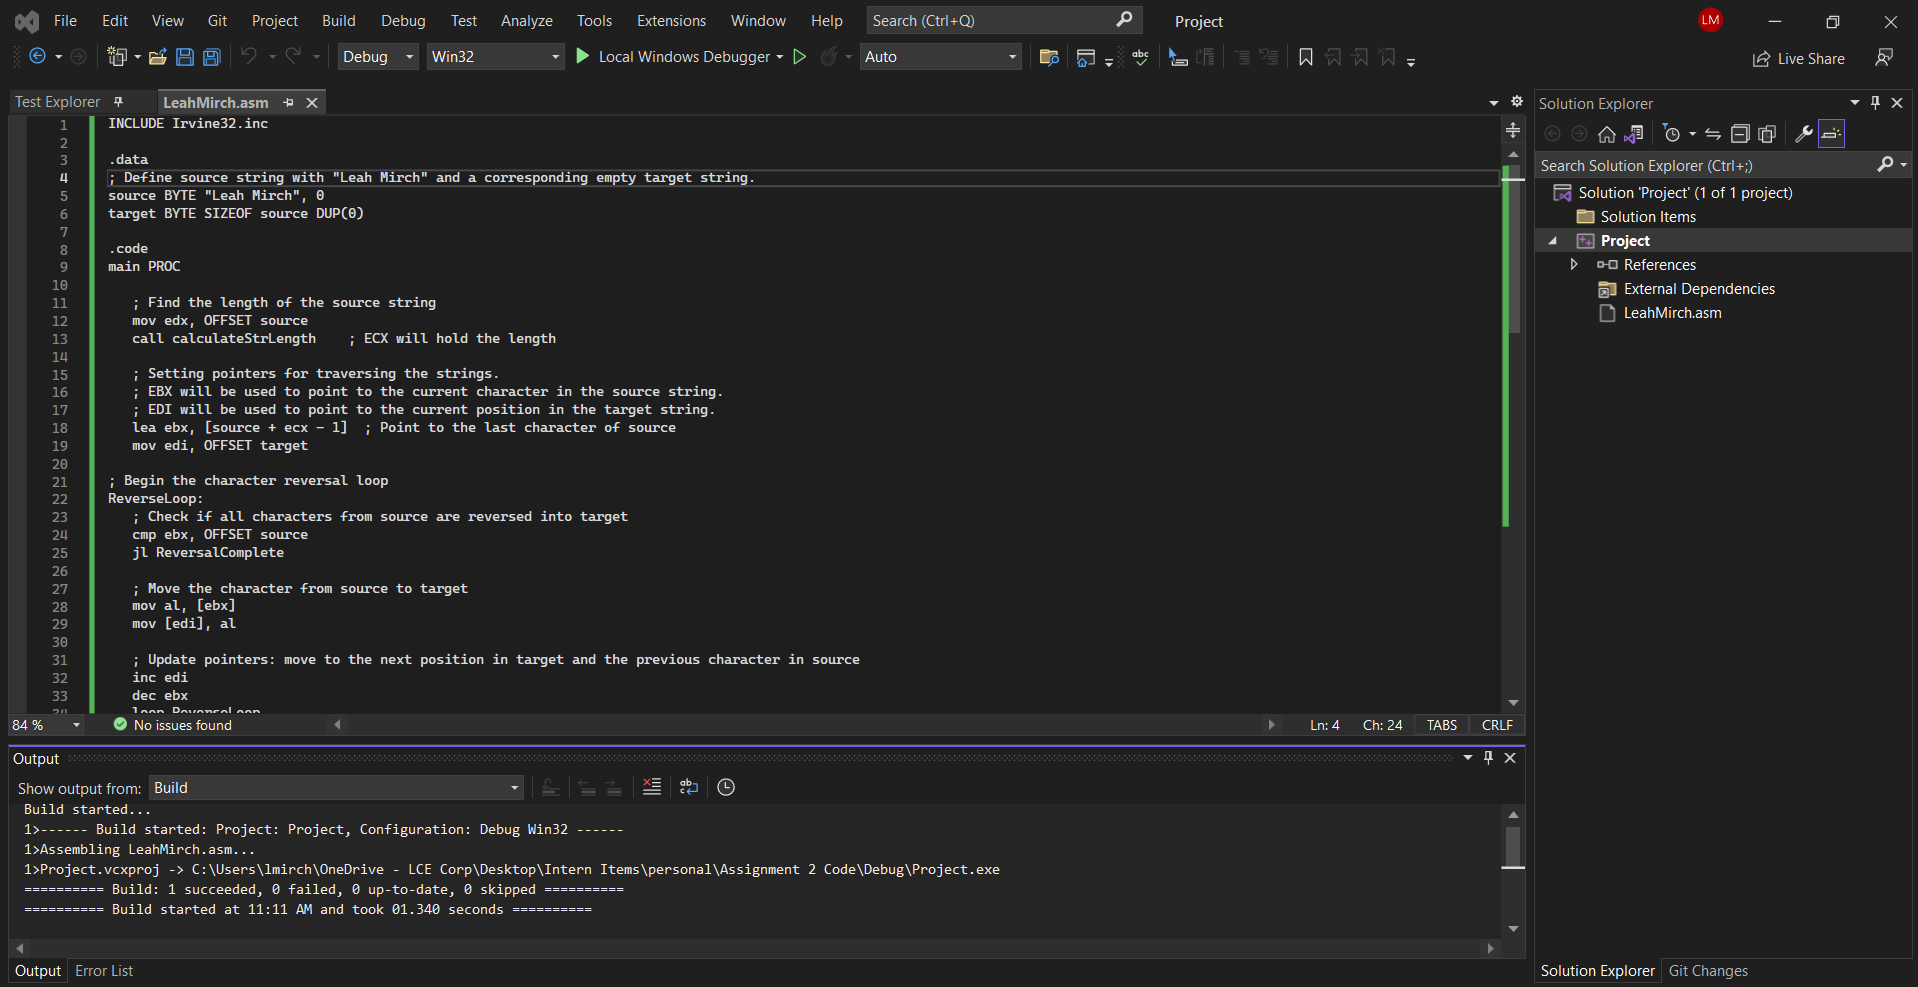 File Edit View Git Project Build Debug Test Analyze Tools Extensions Window Help Search (Ctrl+Q) Project LM
Debug Win32 Local Windows Debugger Auto abc Live Share
Test Explorer LeahMirch.asm
1 INCLUDE Irvine32.inc
2
3 .data
4 ; Define source string with "Leah Mirch" and a corresponding empty target string.
5 source BYTE "Leah Mirch", 0
6 target BYTE SIZEOF source DUP(0)
7
8 .code
9 main PROC
10
11 ; Find the length of the source string
12 mov edx, OFFSET source
13 call calculateStrLength ; ECX will hold the length
14
15 ; Setting pointers for traversing the strings.
16 ; EBX will be used to point to the current character in the source string.
17 ; EDI will be used to point to the current position in the target string.
18 lea ebx, [source + ecx - 1] ; Point to the last character of source
19 mov edi, OFFSET target
20
21 ; Begin the character reversal loop
22 ReverseLoop:
23 ; Check if all characters from source are reversed into target
24 cmp ebx, OFFSET source
25 jl ReversalComplete
26
27 ; Move the character from source to target
28 mov al, [ebx]
29 mov [edi], al
30
31 ; Update pointers: move to the next position in target and the previous character in source
32 inc edi
33 dec ebx
34 loop ReverseLoop
84 % No issues found Ln: 4 Ch: 24 TABS CRLF
Output
Show output from: Build
Build started...
1>------ Build started: Project: Project, Configuration: Debug Win32 ------
1>Assembling LeahMirch.asm...
1>Project.vcxproj -> C:\Users\lmirch\OneDrive - LCE Corp\Desktop\Intern Items\personal\Assignment 2 Code\Debug\Project.exe
========== Build: 1 succeeded, 0 failed, 0 up-to-date, 0 skipped ==========
========== Build started at 11:11 AM and took 01.340 seconds ==========
Output Error List
Solution Explorer
Search Solution Explorer (Ctrl+;)
Solution 'Project' (1 of 1 project)
Solution Items
Project
References
External Dependencies
LeahMirch.asm
Solution Explorer Git Changes